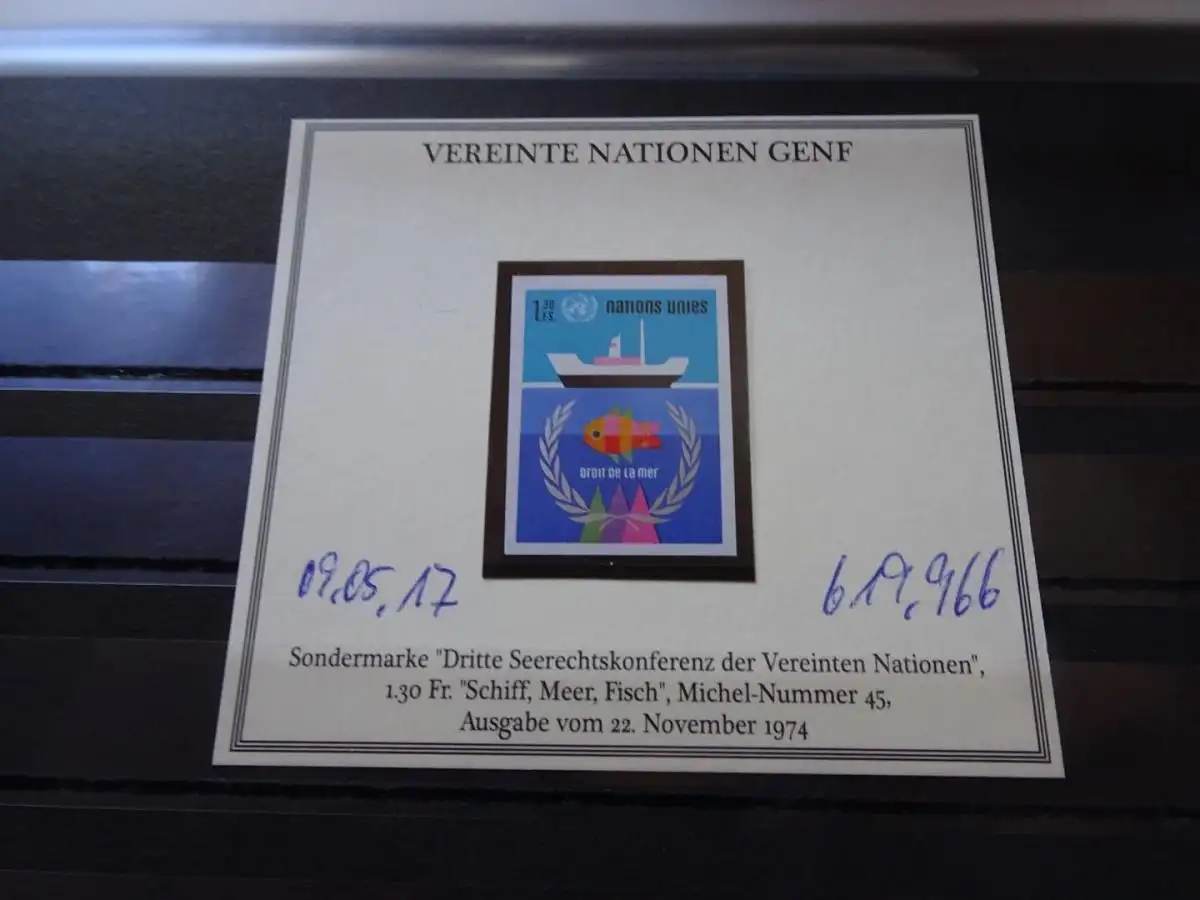 VEREINTE NATIONEN GENF
1.30 F.S. nations unies
Droit de la mer
09.05.17
619.966
Sondermarke "Dritte Seerechtskonferenz der Vereinten Nationen",
1.30 Fr. "Schiff, Meer, Fisch", Michel-Nummer 45,
Ausgabe vom 22. November 1974